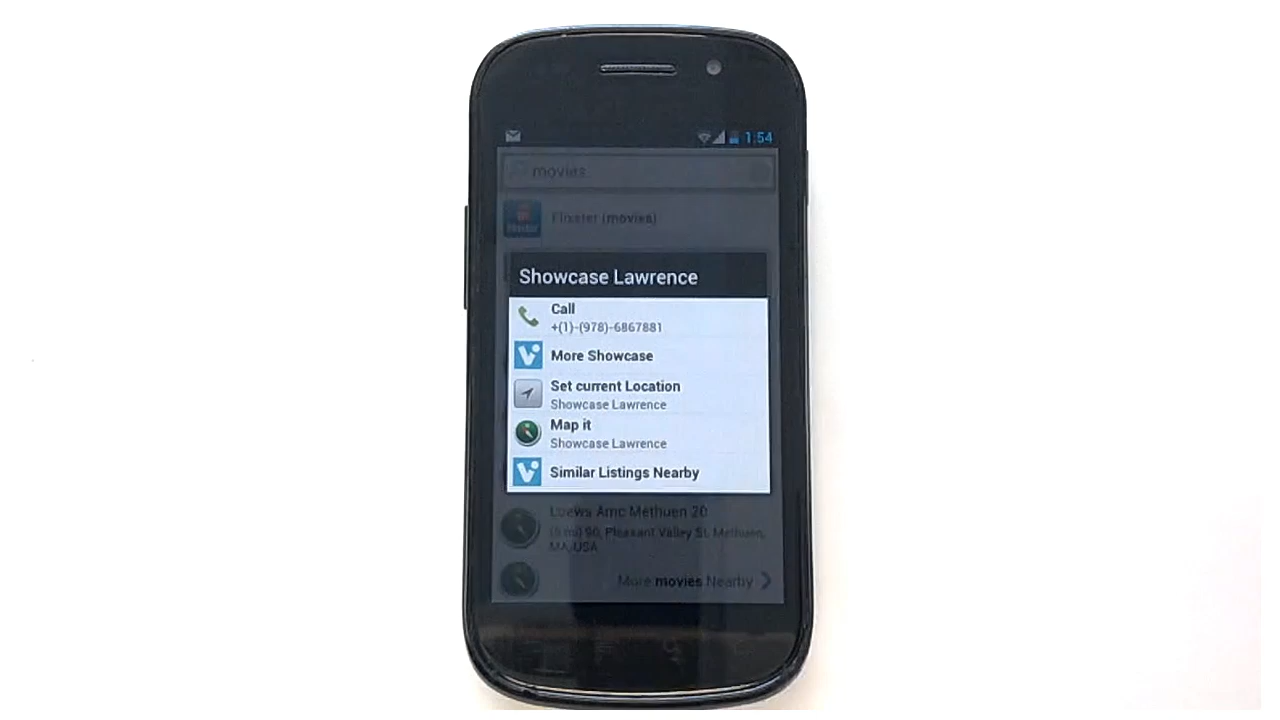 1:54
movies
Flixster (movies)
Showcase Lawrence
Call
+(1)-(978)-6867881
More Showcase
Set current Location
Showcase Lawrence
Map it
Showcase Lawrence
Similar Listings Nearby
Loews Amc Methuen 20
(6 mi) 90, Pleasant Valley St, Methuen,
MA, USA
More movies Nearby